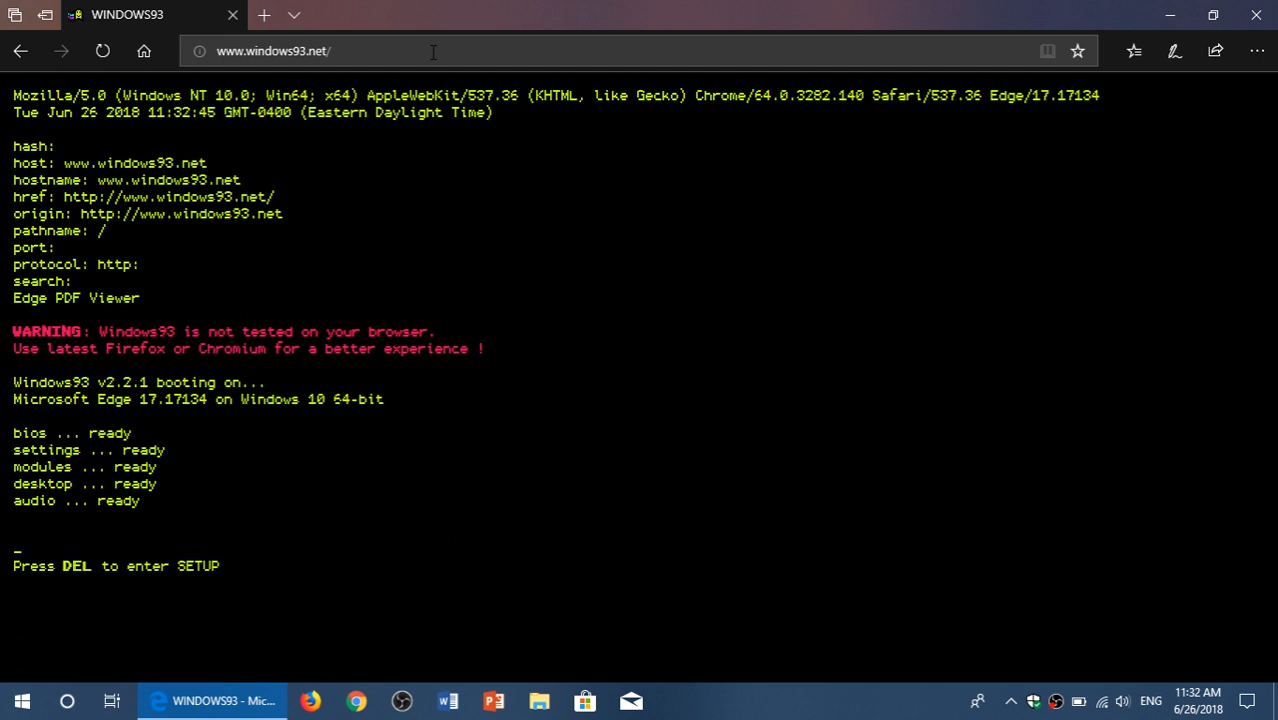 WINDOWS93
www.windows93.net/
Mozilla/5.0 (Windows NT 10.0; Win64; x64) AppleWebKit/537.36 (KHTML, like Gecko) Chrome/64.0.3282.140 Safari/537.36 Edge/17.17134
Tue Jun 26 2018 11:32:45 GMT-0400 (Eastern Daylight Time)
hash:
host: www.windows93.net
hostname: www.windows93.net
href: http://www.windows93.net/
origin: http://www.windows93.net
pathname: /
port:
protocol: http:
search:
Edge PDF Viewer
WARNING: Windows93 is not tested on your browser.
Use latest Firefox or Chromium for a better experience !
Windows93 v2.2.1 booting on...
Microsoft Edge 17.17134 on Windows 10 64-bit
bios ... ready
settings ... ready
modules ... ready
desktop ... ready
audio ... ready
_
Press DEL to enter SETUP
WINDOWS93 - Mic...
ENG
11:32 AM
6/26/2018